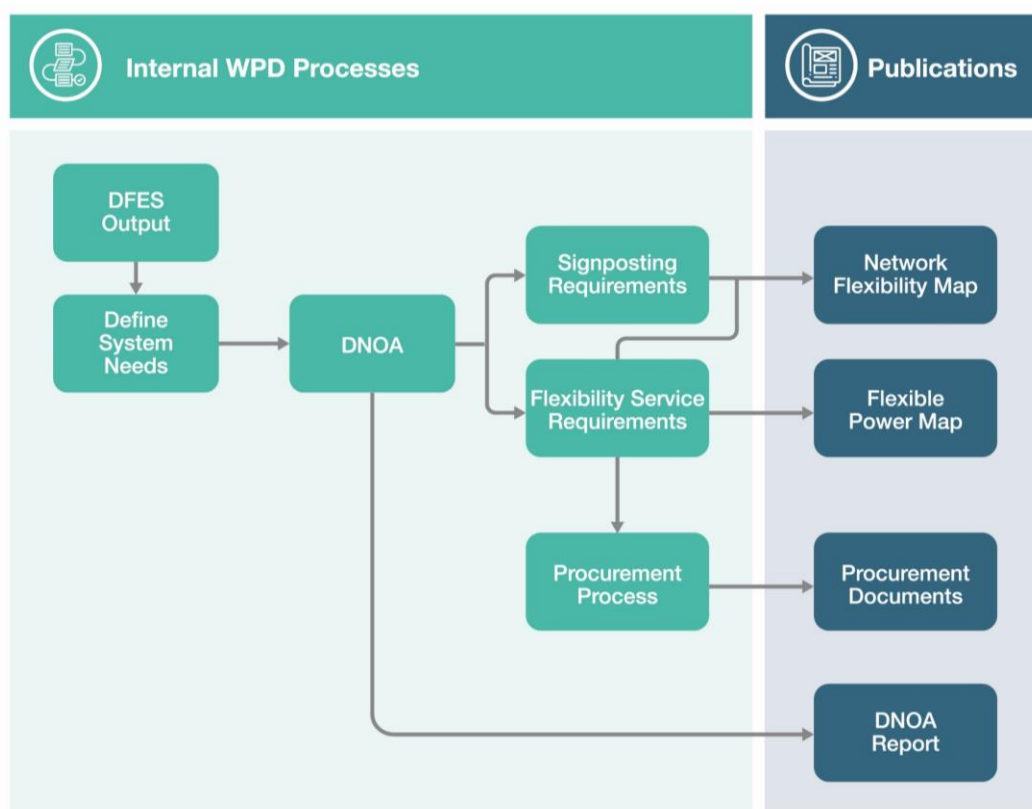 Internal WPD Processes
Publications
DFES
Output
Define
System
Needs
DNOA
Signposting
Requirements
Flexibility Service
Requirements
Procurement
Process
Network
Flexibility Map
Flexible
Power Map
Procurement
Documents
DNOA
Report